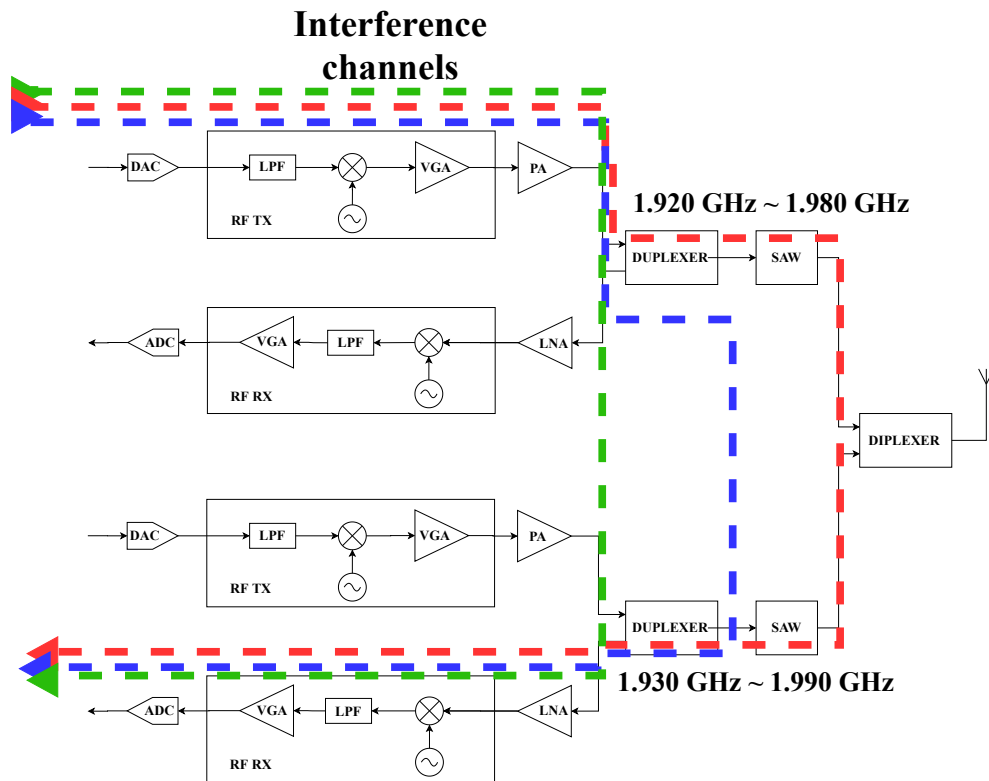 Interference
channels
DAC
LPF
VGA
PA
RF TX
1.920 GHz ~ 1.980 GHz
DUPLEXER
SAW
ADC
VGA
LPF
LNA
RF RX
DIPLEXER
DAC
LPF
VGA
PA
RF TX
DUPLEXER
SAW
1.930 GHz ~ 1.990 GHz
ADC
VGA
LPF
LNA
RF RX